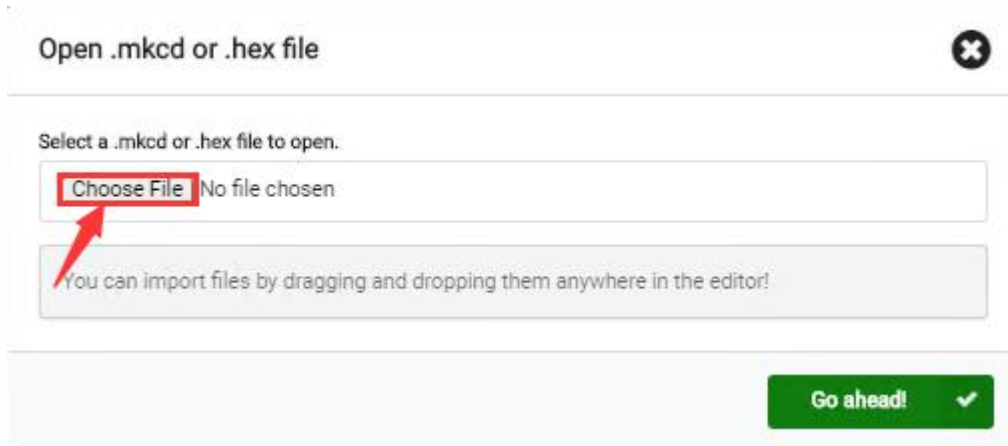 Open .mkcd or .hex file
Select a .mkcd or .hex file to open.
Choose File No file chosen
You can import files by dragging and dropping them anywhere in the editor!
Go ahead!